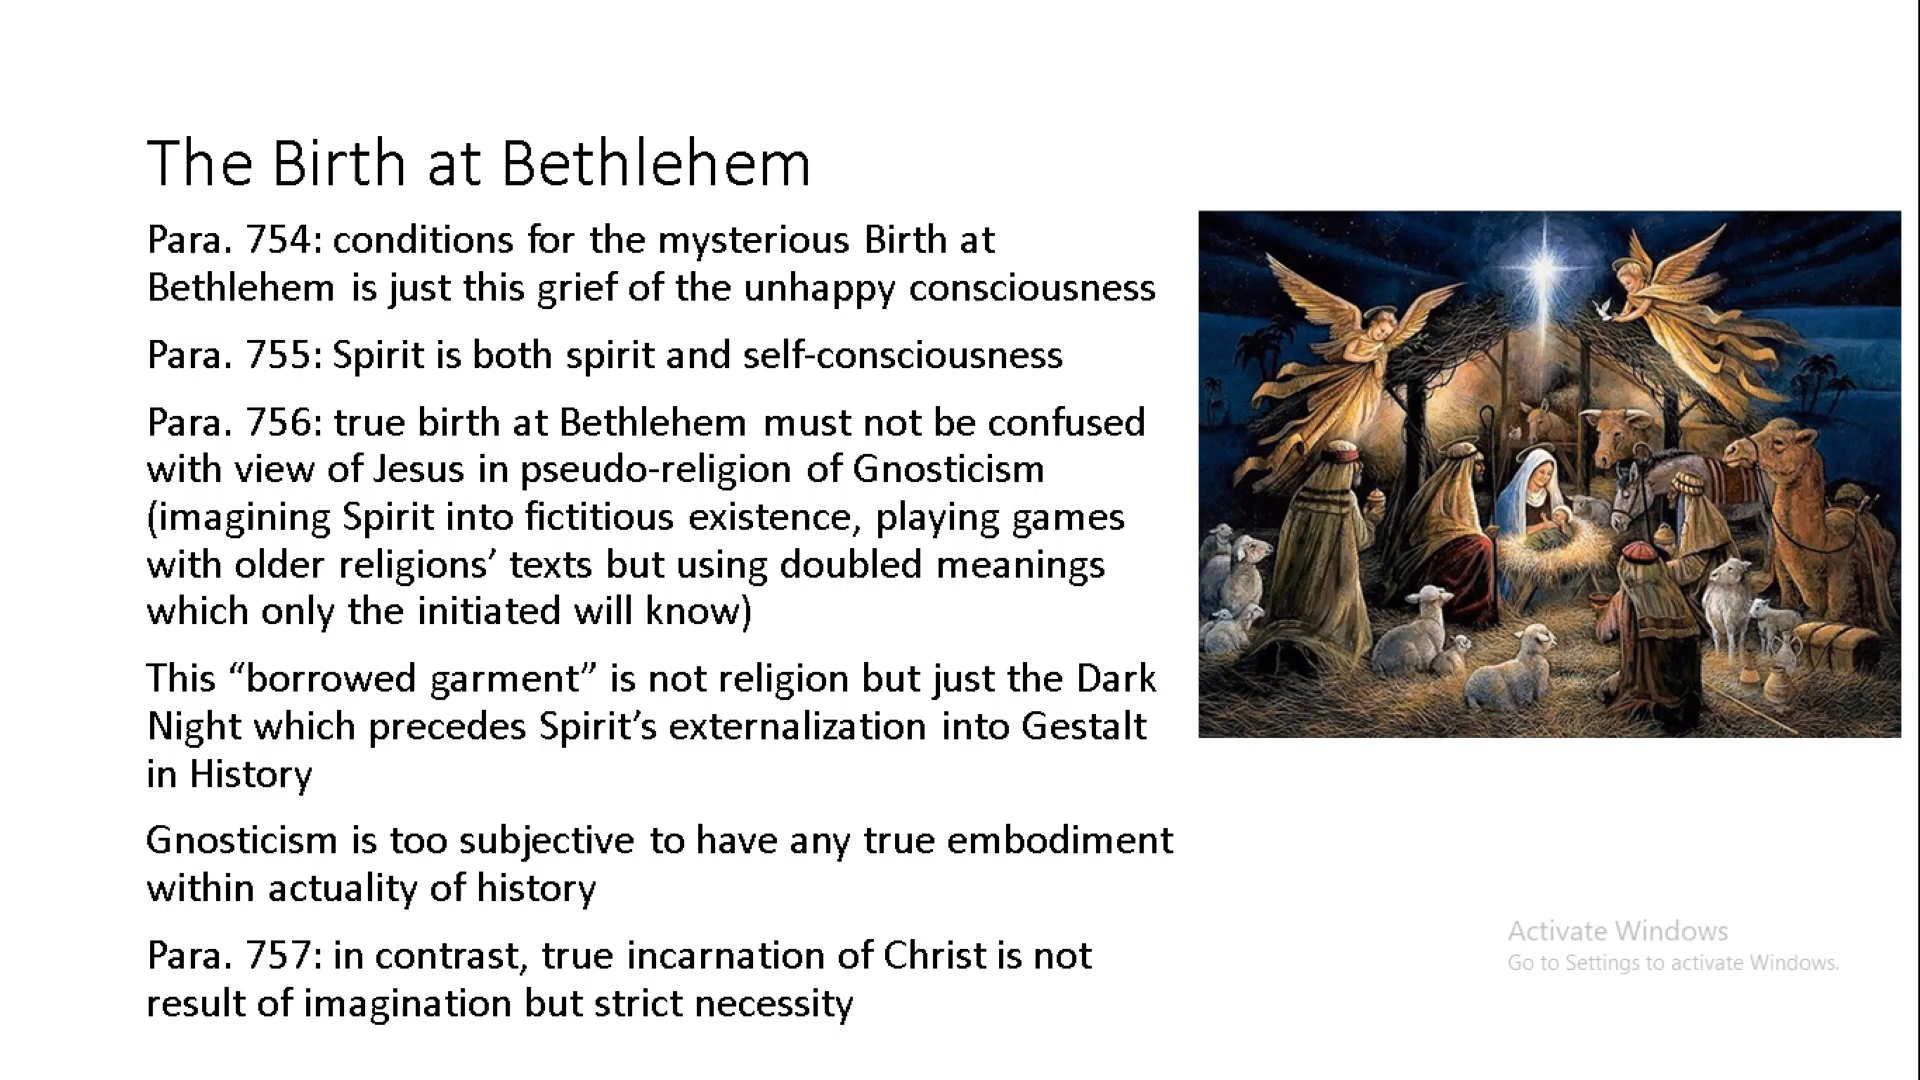 The Birth at Bethlehem
Para. 754: conditions for the mysterious Birth at
Bethlehem is just this grief of the unhappy consciousness
Para. 755: Spirit is both spirit and self-consciousness
Para. 756: true birth at Bethlehem must not be confused
with view of Jesus in pseudo-religion of Gnosticism
(imagining Spirit into fictitious existence, playing games
with older religions’ texts but using doubled meanings
which only the initiated will know)
This “borrowed garment” is not religion but just the Dark
Night which precedes Spirit’s externalization into Gestalt
in History
Gnosticism is too subjective to have any true embodiment
within actuality of history
Para. 757: in contrast, true incarnation of Christ is not
result of imagination but strict necessity
Activate Windows
Go to Settings to activate Windows.